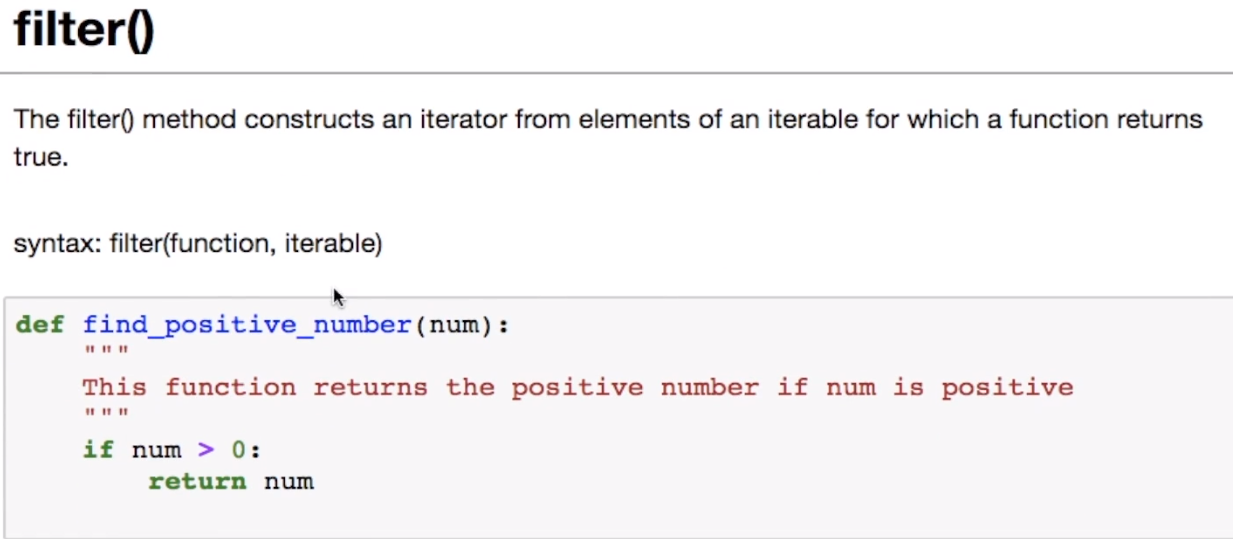 filter()
The filter() method constructs an iterator from elements of an iterable for which a function returns
true.
syntax: filter(function, iterable)
def find_positive_number(num):
    """
    This function returns the positive number if num is positive
    """
    if num > 0:
        return num